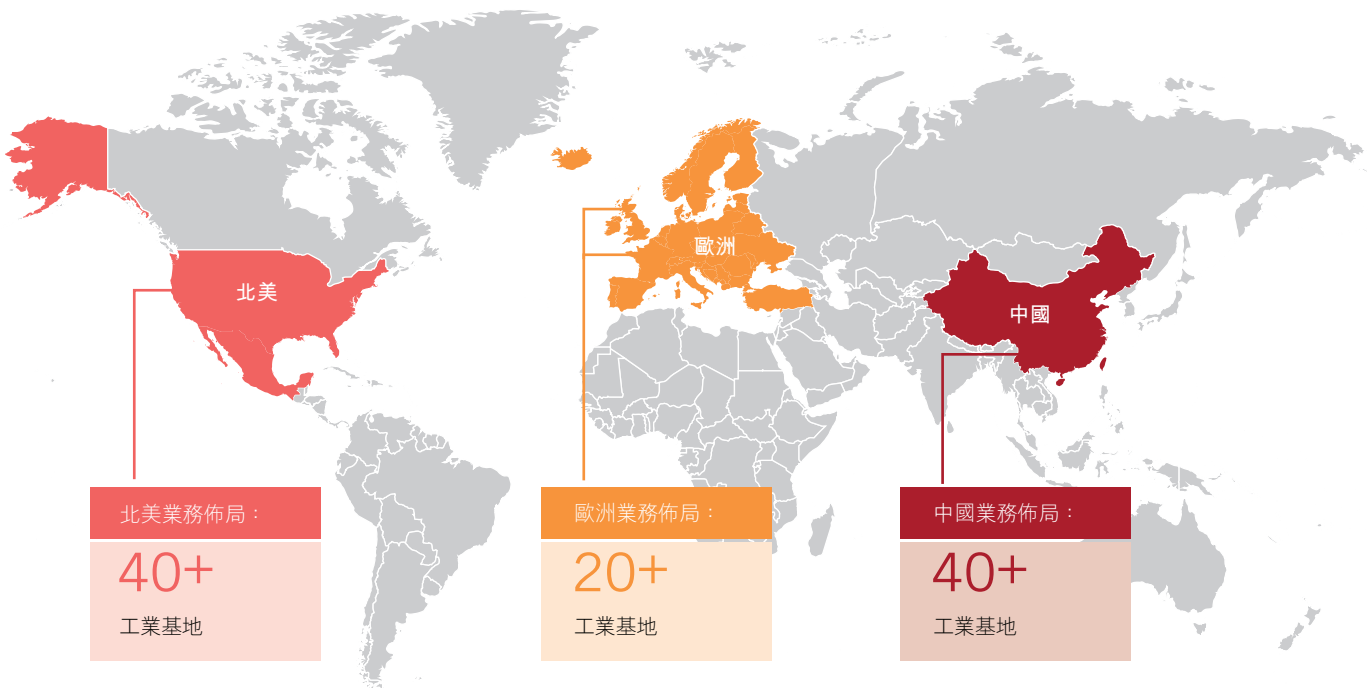 歐洲
北美
中國
北美業務佈局：
40+
工業基地
歐洲業務佈局：
20+
工業基地
中國業務佈局：
40+
工業基地